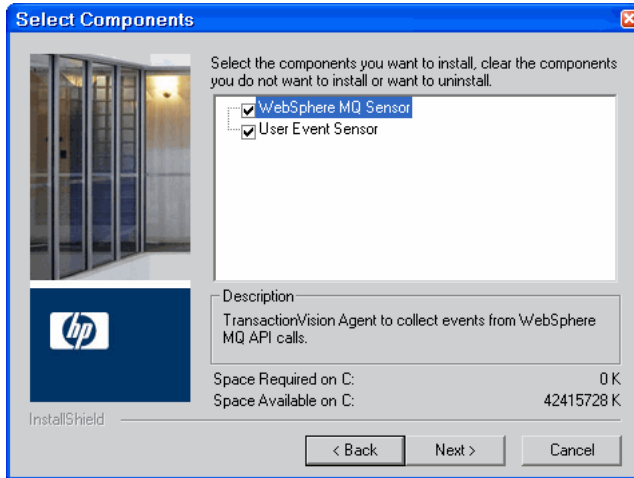 Select Components
Select the components you want to install, clear the components
you do not want to install or want to uninstall.
WebSphere MQ Sensor
User Event Sensor
Description
TransactionVision Agent to collect events from WebSphere
MQ API calls.
Space Required on C: 0 K
Space Available on C: 42415728 K
hp
InstallShield
< Back Next > Cancel